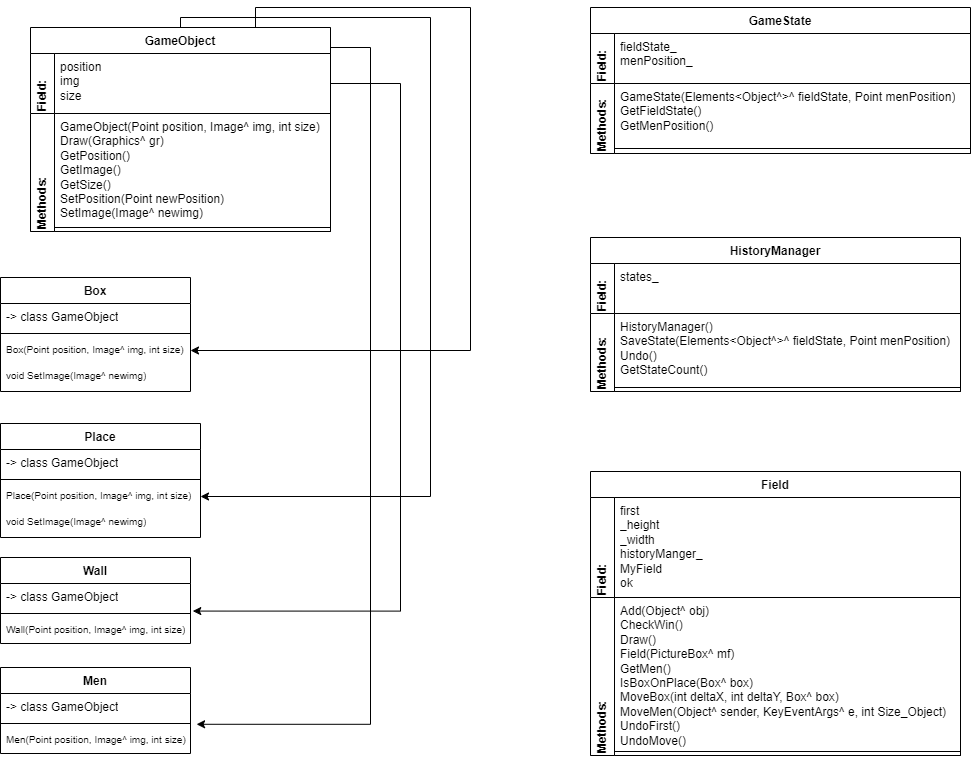 GameObject
Field:
position
img
size
Methods:
GameObject(Point position, Image^ img, int size)
Draw(Graphics^ gr)
GetPosition()
GetImage()
GetSize()
SetPosition(Point newPosition)
SetImage(Image^ newimg)
Box
-> class GameObject
Box(Point position, Image^ img, int size)
void SetImage(Image^ newimg)
Place
-> class GameObject
Place(Point position, Image^ img, int size)
void SetImage(Image^ newimg)
Wall
-> class GameObject
Wall(Point position, Image^ img, int size)
Men
-> class GameObject
Men(Point position, Image^ img, int size)
GameState
Field:
fieldState_
menPosition_
Methods:
GameState(Elements<Object^>^ fieldState, Point menPosition)
GetFieldState()
GetMenPosition()
HistoryManager
Field:
states_
Methods:
HistoryManager()
SaveState(Elements<Object^>^ fieldState, Point menPosition)
Undo()
GetStateCount()
Field
Field:
first
_height
_width
historyManger_
MyField
ok
Methods:
Add(Object^ obj)
CheckWin()
Draw()
Field(PictureBox^ mf)
GetMen()
IsBoxOnPlace(Box^ box)
MoveBox(int deltaX, int deltaY, Box^ box)
MoveMen(Object^ sender, KeyEventArgs^ e, int Size_Object)
UndoFirst()
UndoMove()